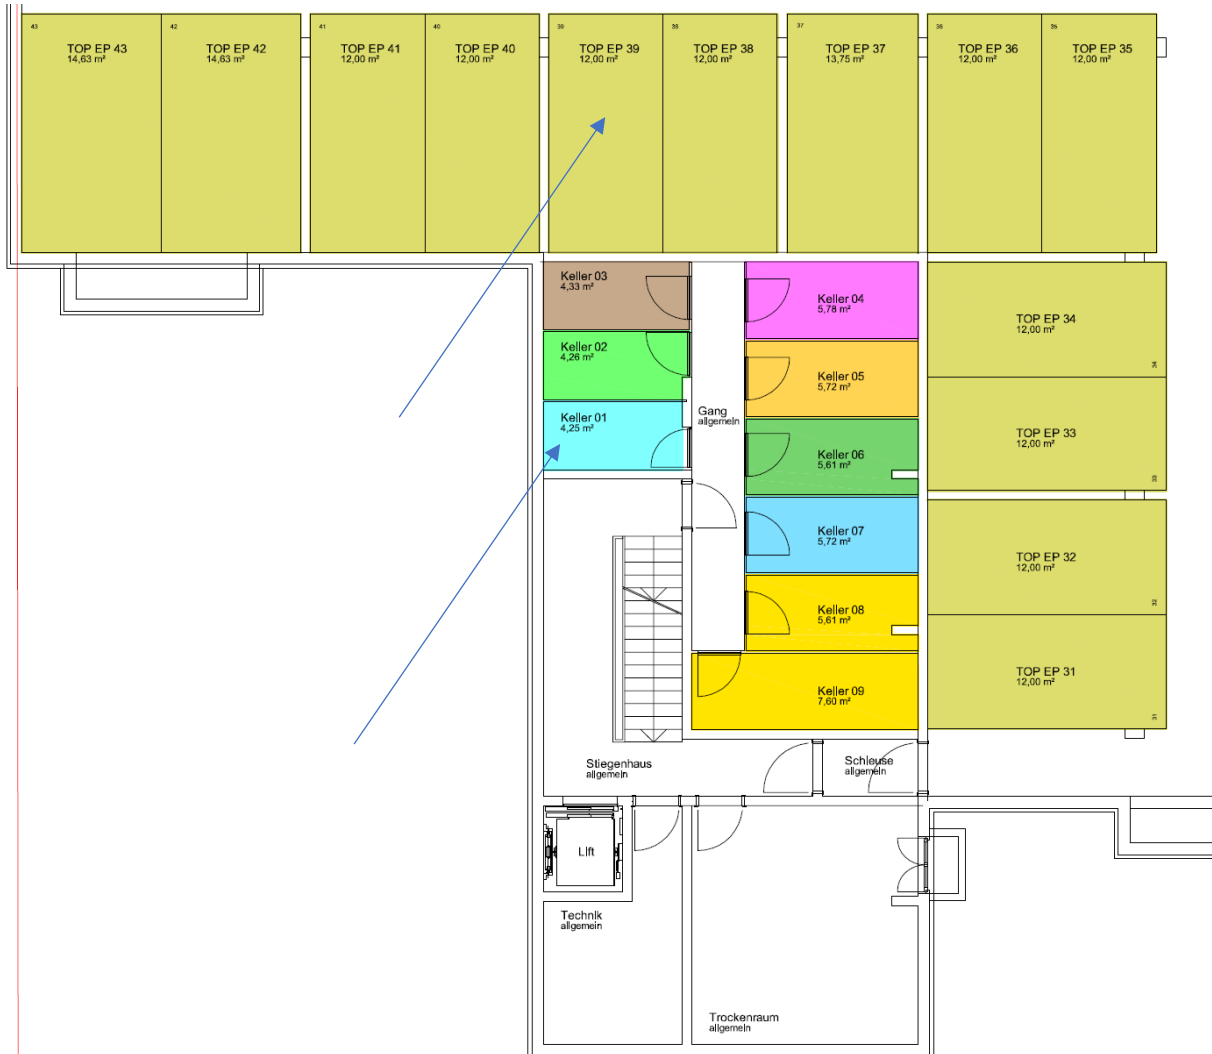 43
TOP EP 43
14,63 m²
42
TOP EP 42
14,63 m²
41
TOP EP 41
12,00 m²
40
TOP EP 40
12,00 m²
39
TOP EP 39
12,00 m²
38
TOP EP 38
12,00 m²
37
TOP EP 37
13,75 m²
36
TOP EP 36
12,00 m²
35
TOP EP 35
12,00 m²
Keller 03
4,33 m²
Keller 02
4,26 m²
Keller 01
4,25 m²
Gang
allgemein
Keller 04
5,78 m²
Keller 05
5,72 m²
Keller 06
5,61 m²
Keller 07
5,72 m²
Keller 08
5,61 m²
Keller 09
7,60 m²
TOP EP 34
12,00 m²
34
TOP EP 33
12,00 m²
33
TOP EP 32
12,00 m²
32
TOP EP 31
12,00 m²
31
Stiegenhaus
allgemein
Schleuse
allgemein
Lift
Technik
allgemein
Trockenraum
allgemein